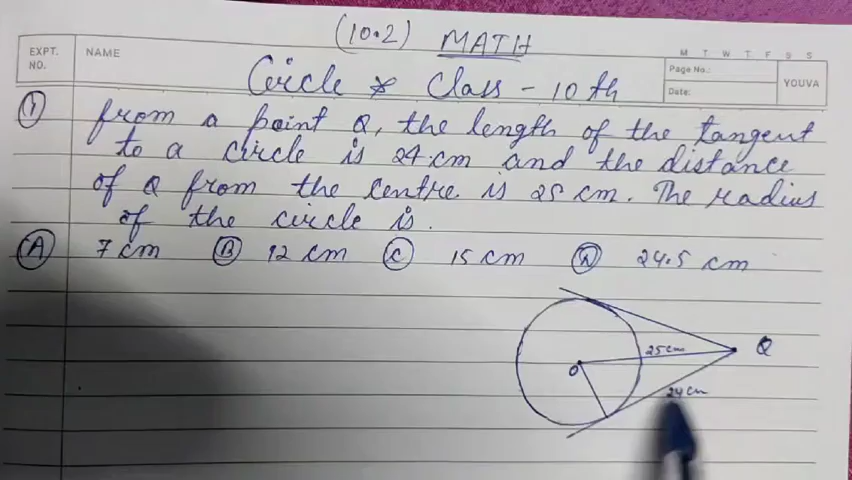 (10.2) MATH
EXPT. NO.
NAME
M T W T F S S
Page No.:
Date:
YOUVA
Circle * Class - 10th
(1) from a point Q, the length of the tangent
to a circle is 24 cm and the distance
of Q from the centre is 25 cm. The radius
of the circle is.
(A) 7 cm (B) 12 cm (C) 15 cm (D) 24.5 cm
25 cm
Q
O
24 cm